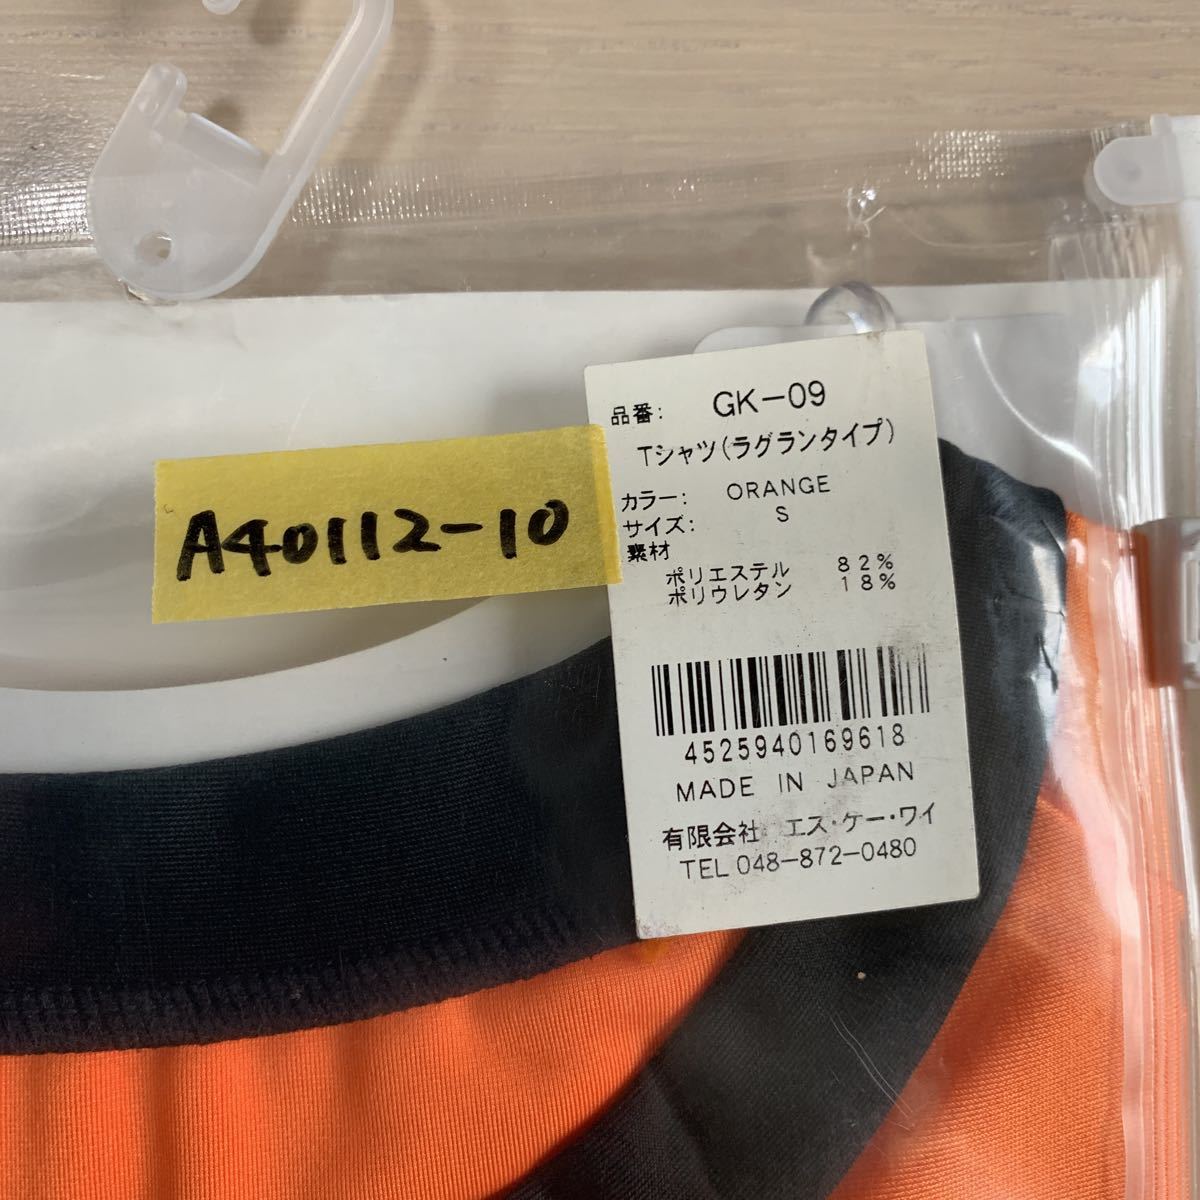 A40112-10
品番: GK-09
Tシャツ(ラグランタイプ)
カラー: ORANGE
サイズ: S
素材
ポリエステル 82%
ポリウレタン 18%
4525940169618
MADE IN JAPAN
有限会社 エス・ケー・ワイ
TEL 048-872-0480